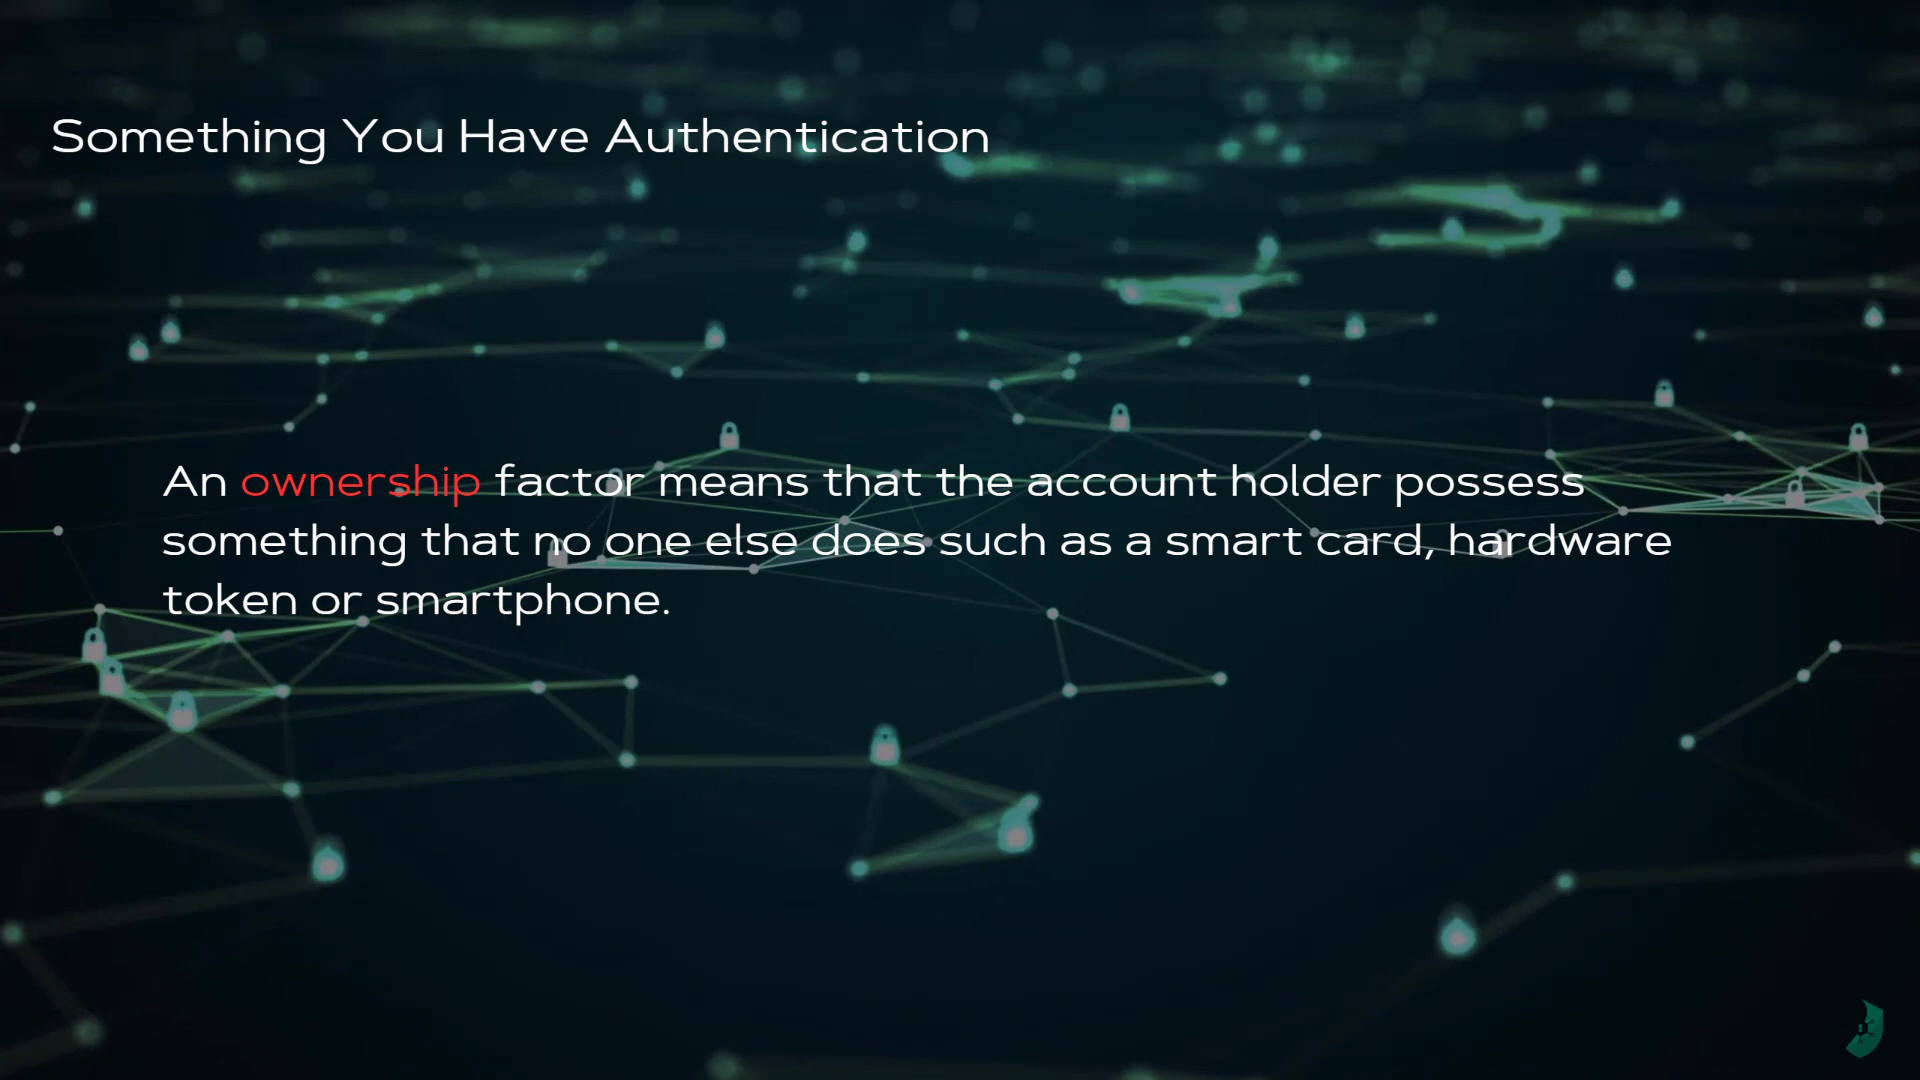 Something You Have Authentication
An ownership factor means that the account holder possess
something that no one else does such as a smart card, hardware
token or smartphone.